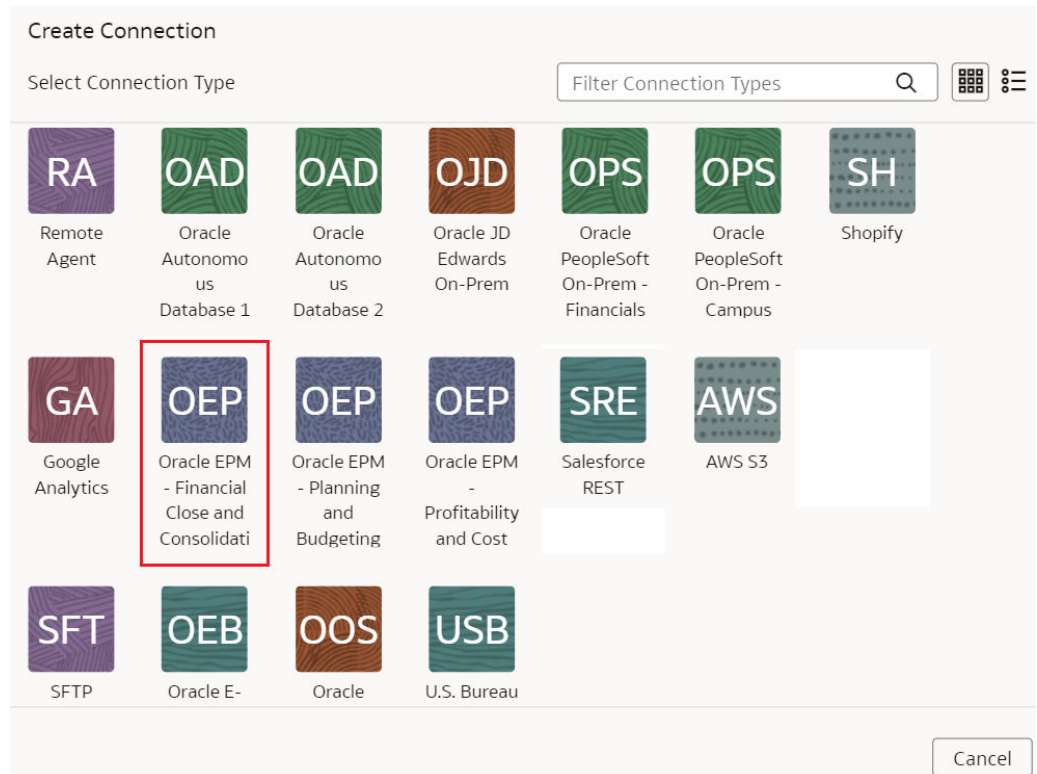 Create Connection
Select Connection Type
Filter Connection Types
RA
OAD
OAD
OJD
OPS
OPS
SH
Remote
Agent
Oracle
Autonomo
us
Database 1
Oracle
Autonomo
us
Database 2
Oracle JD
Edwards
On-Prem
Oracle
PeopleSoft
On-Prem -
Financials
Oracle
PeopleSoft
On-Prem -
Campus
Shopify
GA
OEP
OEP
OEP
SRE
AWS
Google
Analytics
Oracle EPM
- Financial
Close and
Consolidati
Oracle EPM
- Planning
and
Budgeting
Oracle EPM
-
Profitability
and Cost
Salesforce
REST
AWS S3
SFT
OEB
OOS
USB
SFTP
Oracle E-
Oracle
U.S. Bureau
Cancel